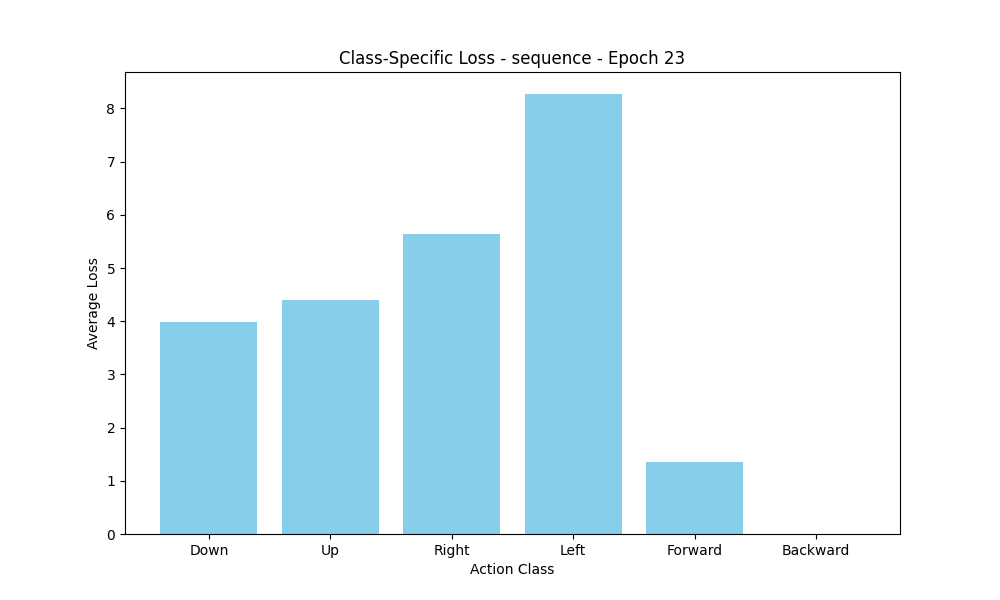 Class-Specific Loss - sequence - Epoch 23
Average Loss
8
7
6
5
4
3
2
1
0
Down Up Right Left Forward Backward
Action Class